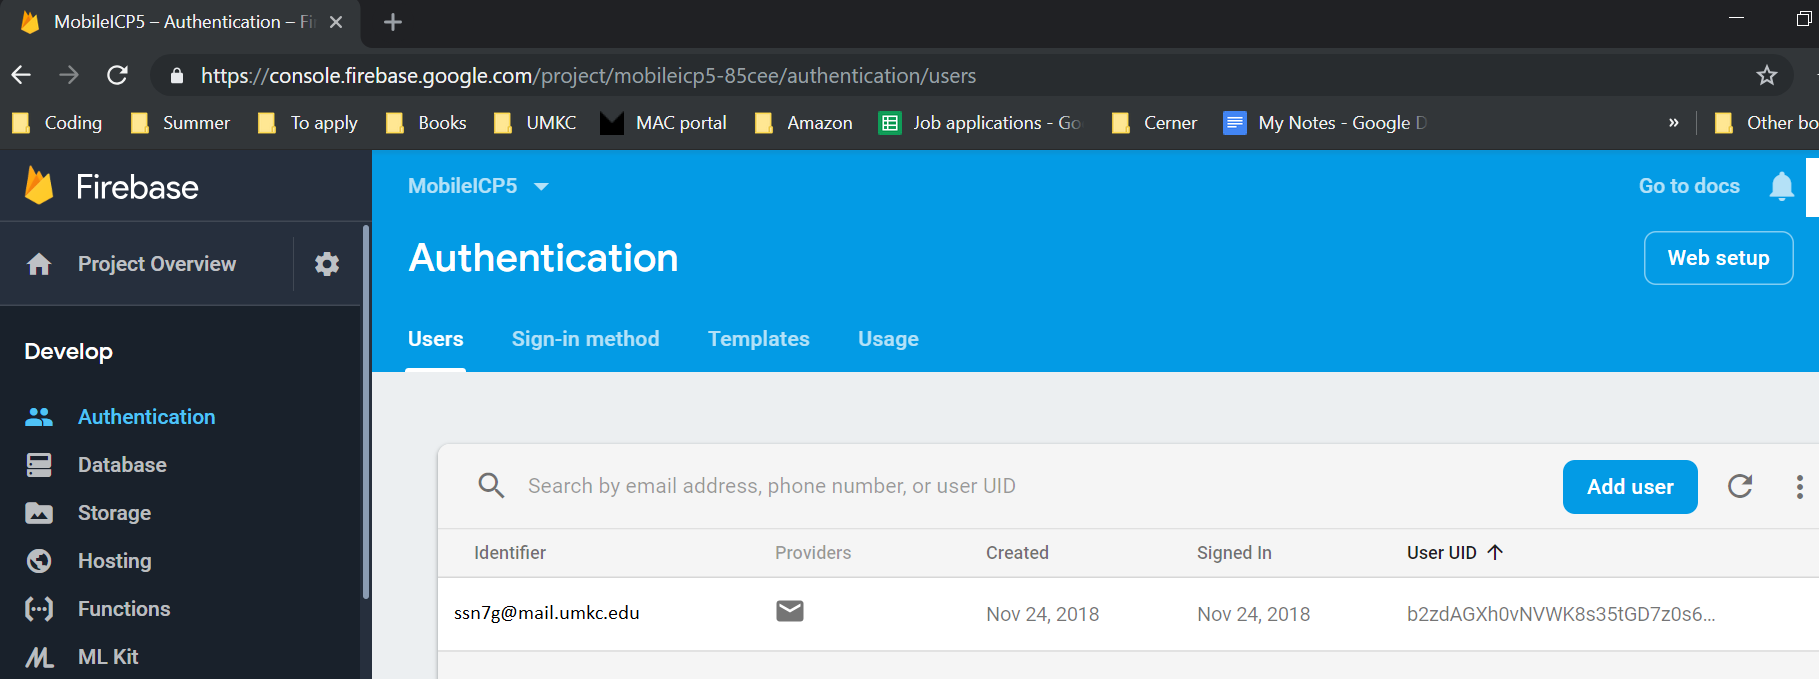 MobileICP5 – Authentication – Fi
https://console.firebase.google.com/project/mobileicp5-85cee/authentication/users
Coding Summer To apply Books UMKC MAC portal Amazon Job applications - Go Cerner My Notes - Google D » Other bo
Firebase
MobileICP5
Go to docs
Project Overview
Authentication
Web setup
Users Sign-in method Templates Usage
Develop
Authentication
Database
Storage
Hosting
Functions
ML Kit
Search by email address, phone number, or user UID
Add user
Identifier Providers Created Signed In User UID
ssn7g@mail.umkc.edu Nov 24, 2018 Nov 24, 2018 b2zdAGXh0vNVWK8s35tGD7z0s6...